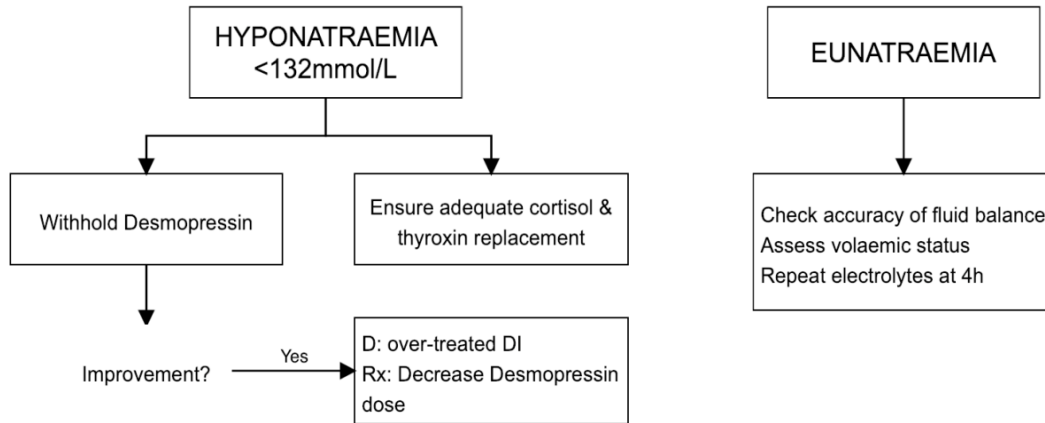 HYPONATRAEMIA
<132mmol/L
EUNATRAEMIA
Withhold Desmopressin
Ensure adequate cortisol &
thyroxin replacement
Check accuracy of fluid balance
Assess volaemic status
Repeat electrolytes at 4h
Improvement?
Yes
D: over-treated DI
Rx: Decrease Desmopressin
dose